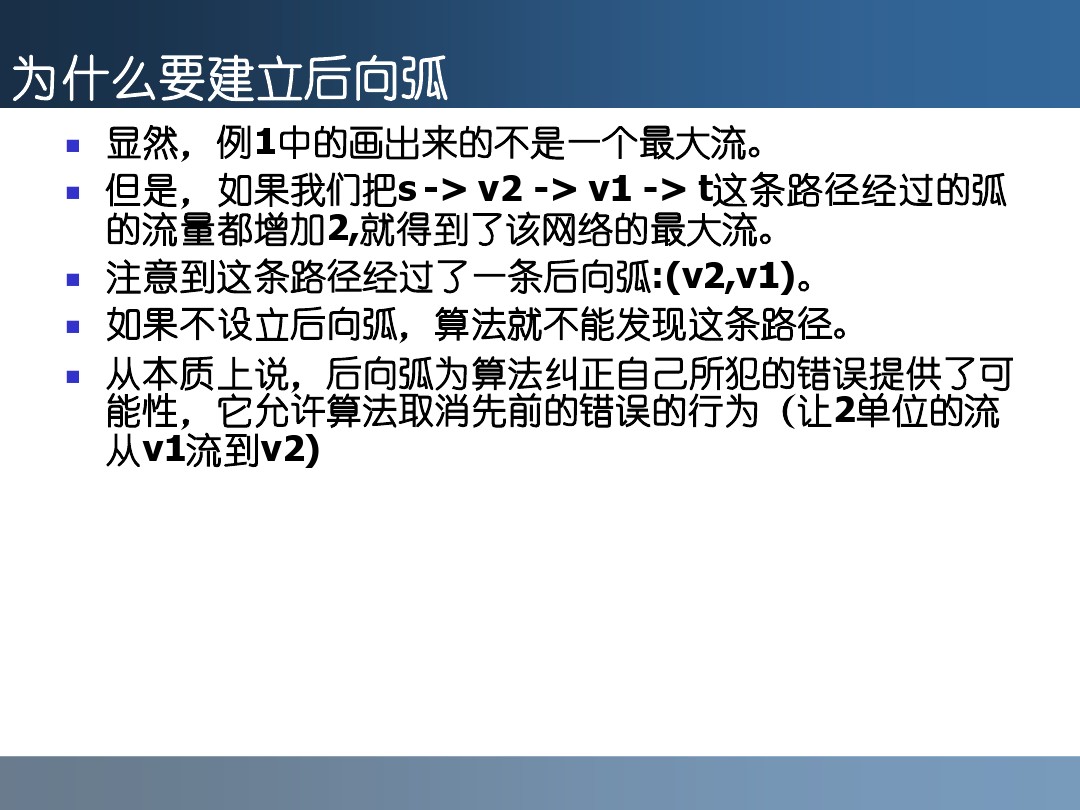 为什么要建立后向弧
显然，例1中的画出来的不是一个最大流。
但是，如果我们把s -> v2 -> v1 -> t这条路径经过的弧
的流量都增加2,就得到了该网络的最大流。
注意到这条路径经过了一条后向弧:(v2,v1)。
如果不设立后向弧，算法就不能发现这条路径。
从本质上说，后向弧为算法纠正自己所犯的错误提供了可
能性，它允许算法取消先前的错误的行为（让2单位的流
从v1流到v2)